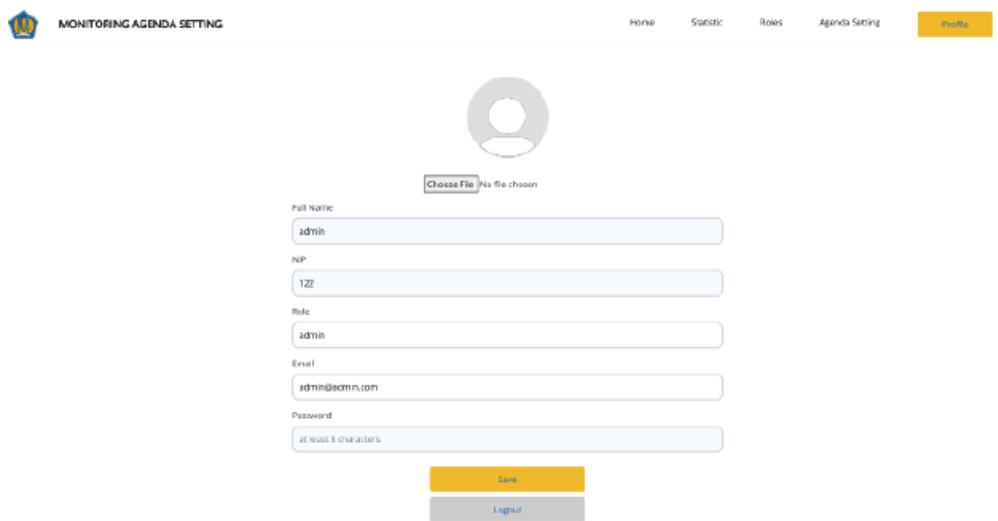 MONITORING AGENDA SETTING
Home Statistic Roles Agenda Setting Profile
Choose File No file chosen
Full Name
admin
NIP
122
Role
admin
Email
admin@admin.com
Password
at least 8 characters
Save
Logout